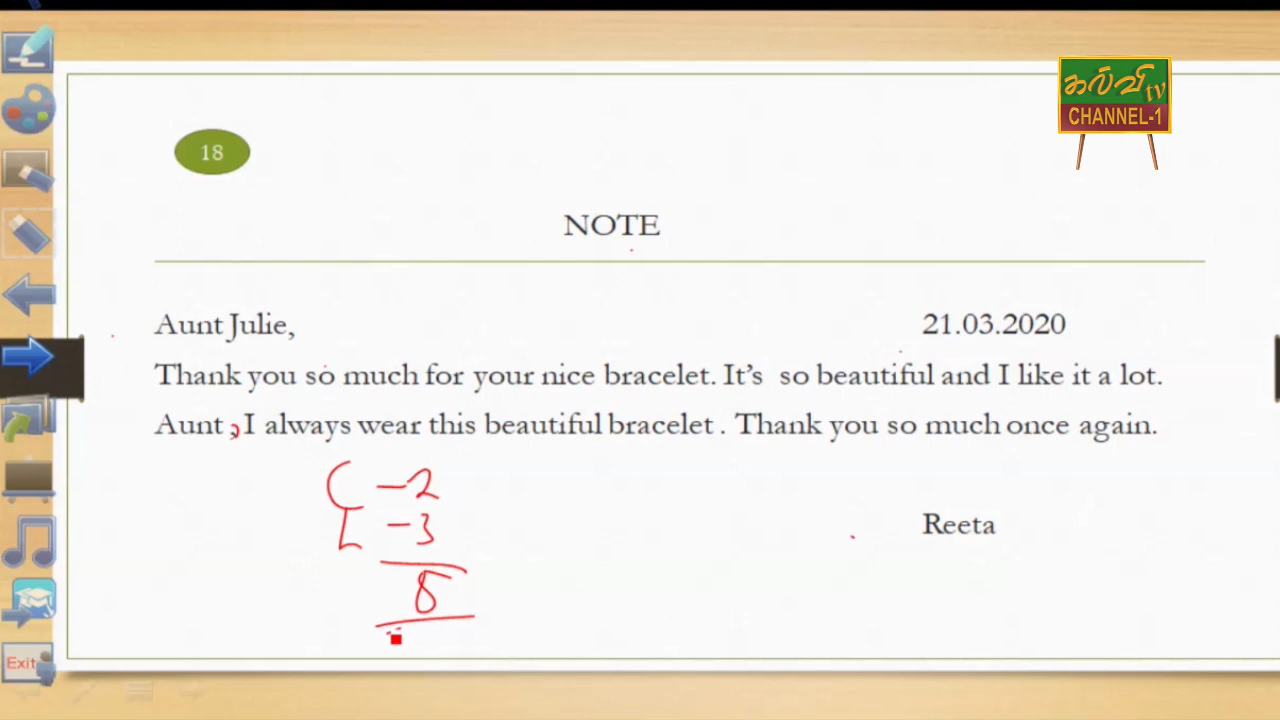 கல்வி tv
CHANNEL-1
18
NOTE
Aunt Julie, 21.03.2020
Thank you so much for your nice bracelet. It's so beautiful and I like it a lot.
Aunt , I always wear this beautiful bracelet . Thank you so much once again.
C -2
L -3
Reeta
Exit